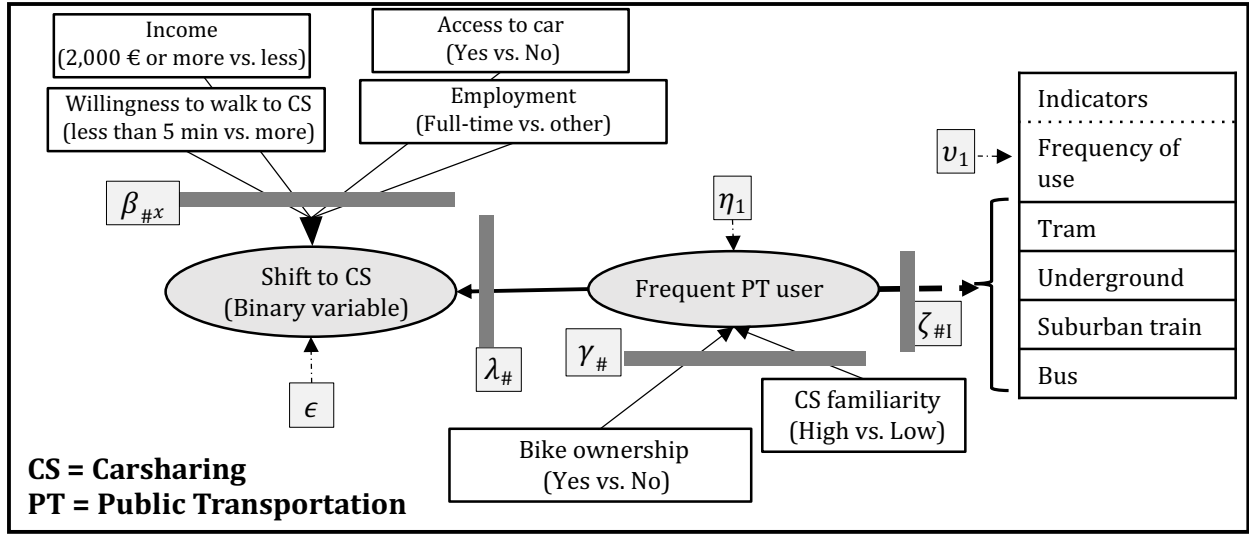 Income
(2,000 € or more vs. less)
Access to car
(Yes vs. No)
Willingness to walk to CS
(less than 5 min vs. more)
Employment
(Full-time vs. other)
Indicators
Frequency of
use
Tram
Underground
Suburban train
Bus
υ₁
β#x
η₁
Shift to CS
(Binary variable)
Frequent PT user
ζ#I
λ#
γ#
ϵ
CS familiarity
(High vs. Low)
Bike ownership
(Yes vs. No)
CS = Carsharing
PT = Public Transportation